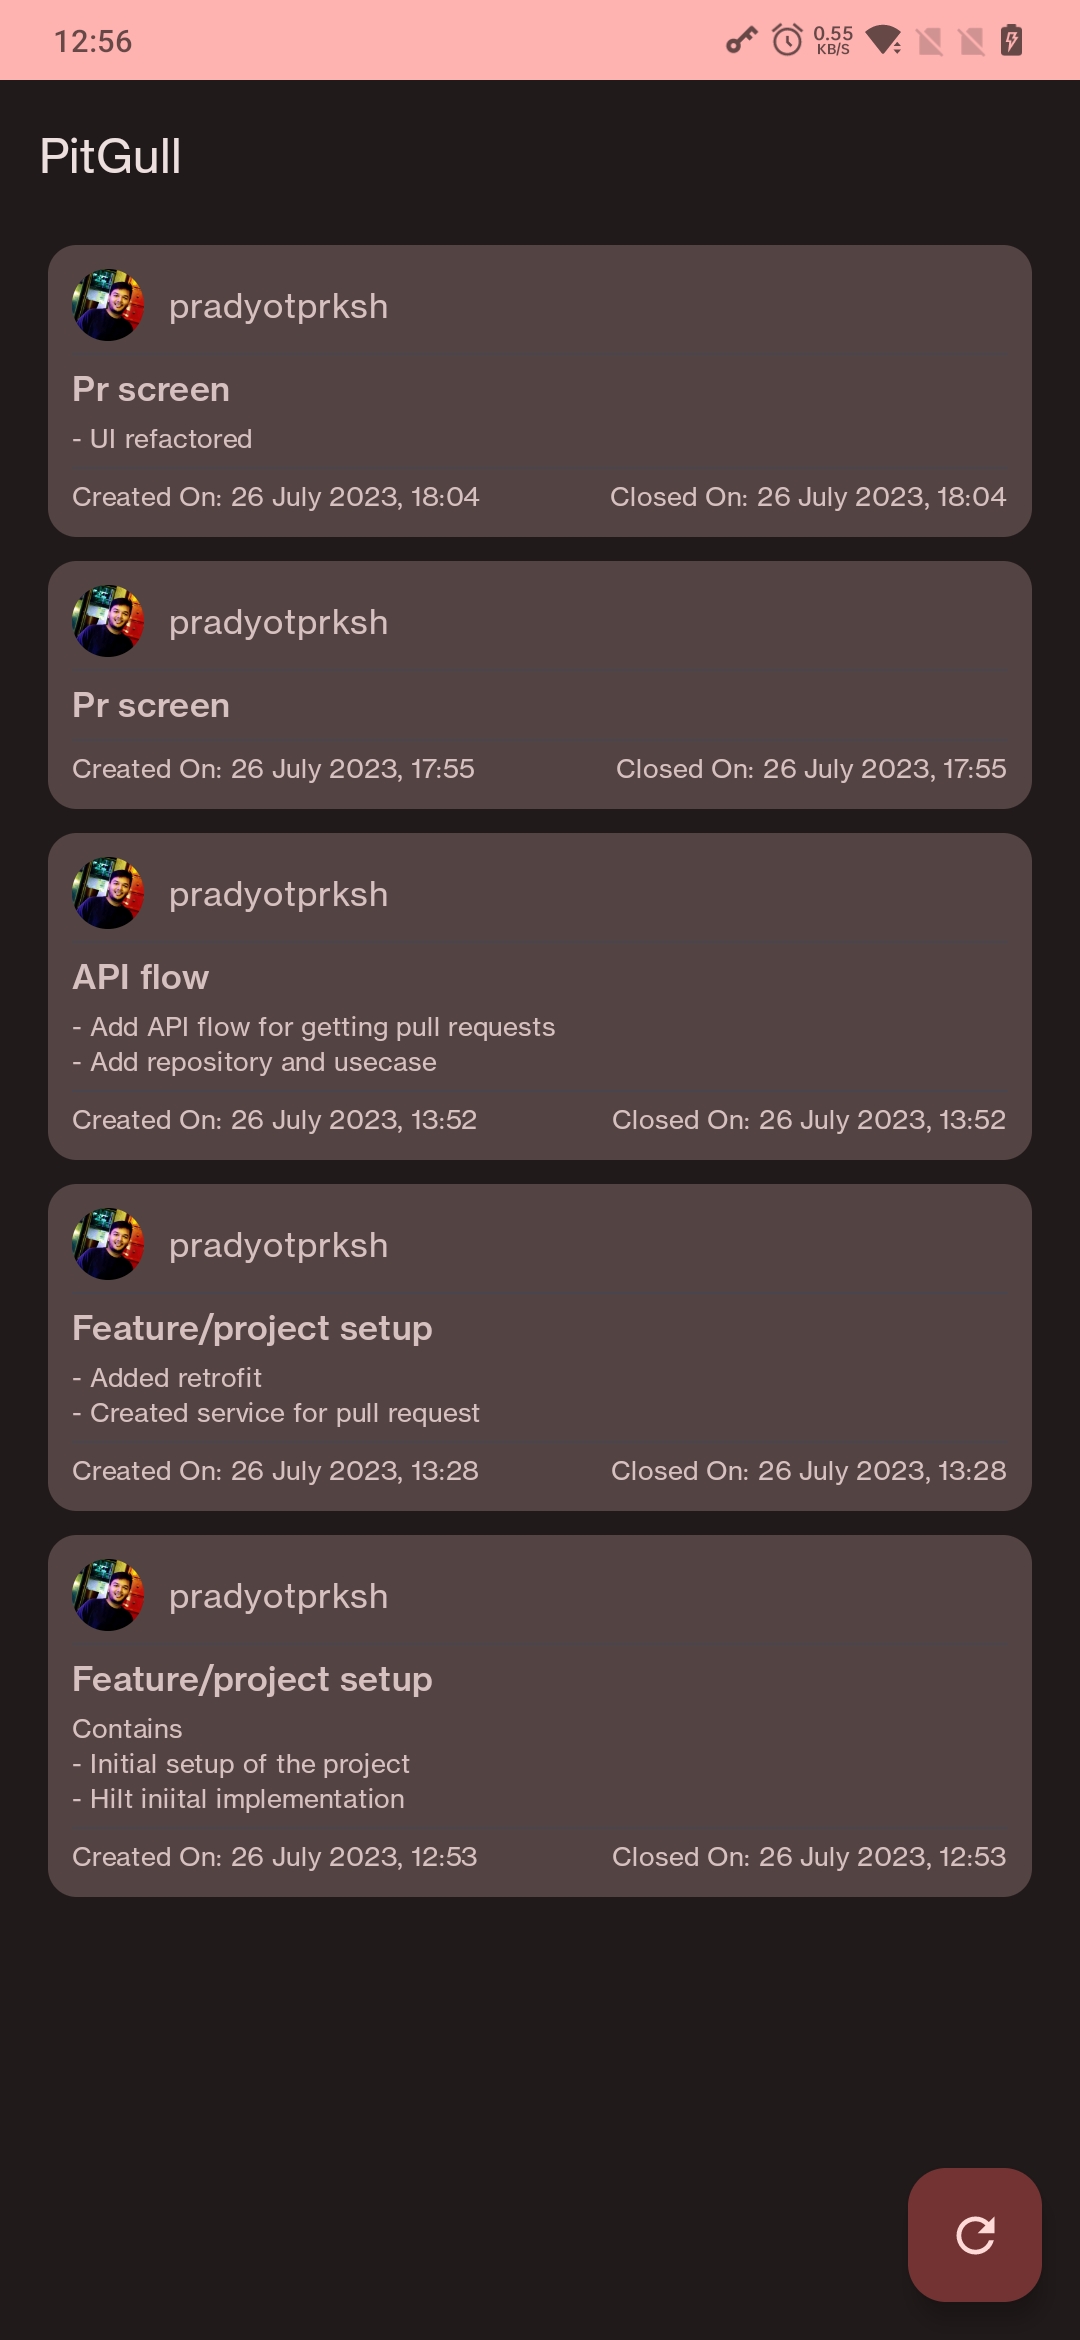 12:56
0.55
KB/S
PitGull
pradyotprksh
Pr screen
- UI refactored
Created On: 26 July 2023, 18:04 Closed On: 26 July 2023, 18:04
pradyotprksh
Pr screen
Created On: 26 July 2023, 17:55 Closed On: 26 July 2023, 17:55
pradyotprksh
API flow
- Add API flow for getting pull requests
- Add repository and usecase
Created On: 26 July 2023, 13:52 Closed On: 26 July 2023, 13:52
pradyotprksh
Feature/project setup
- Added retrofit
- Created service for pull request
Created On: 26 July 2023, 13:28 Closed On: 26 July 2023, 13:28
pradyotprksh
Feature/project setup
Contains
- Initial setup of the project
- Hilt iniital implementation
Created On: 26 July 2023, 12:53 Closed On: 26 July 2023, 12:53